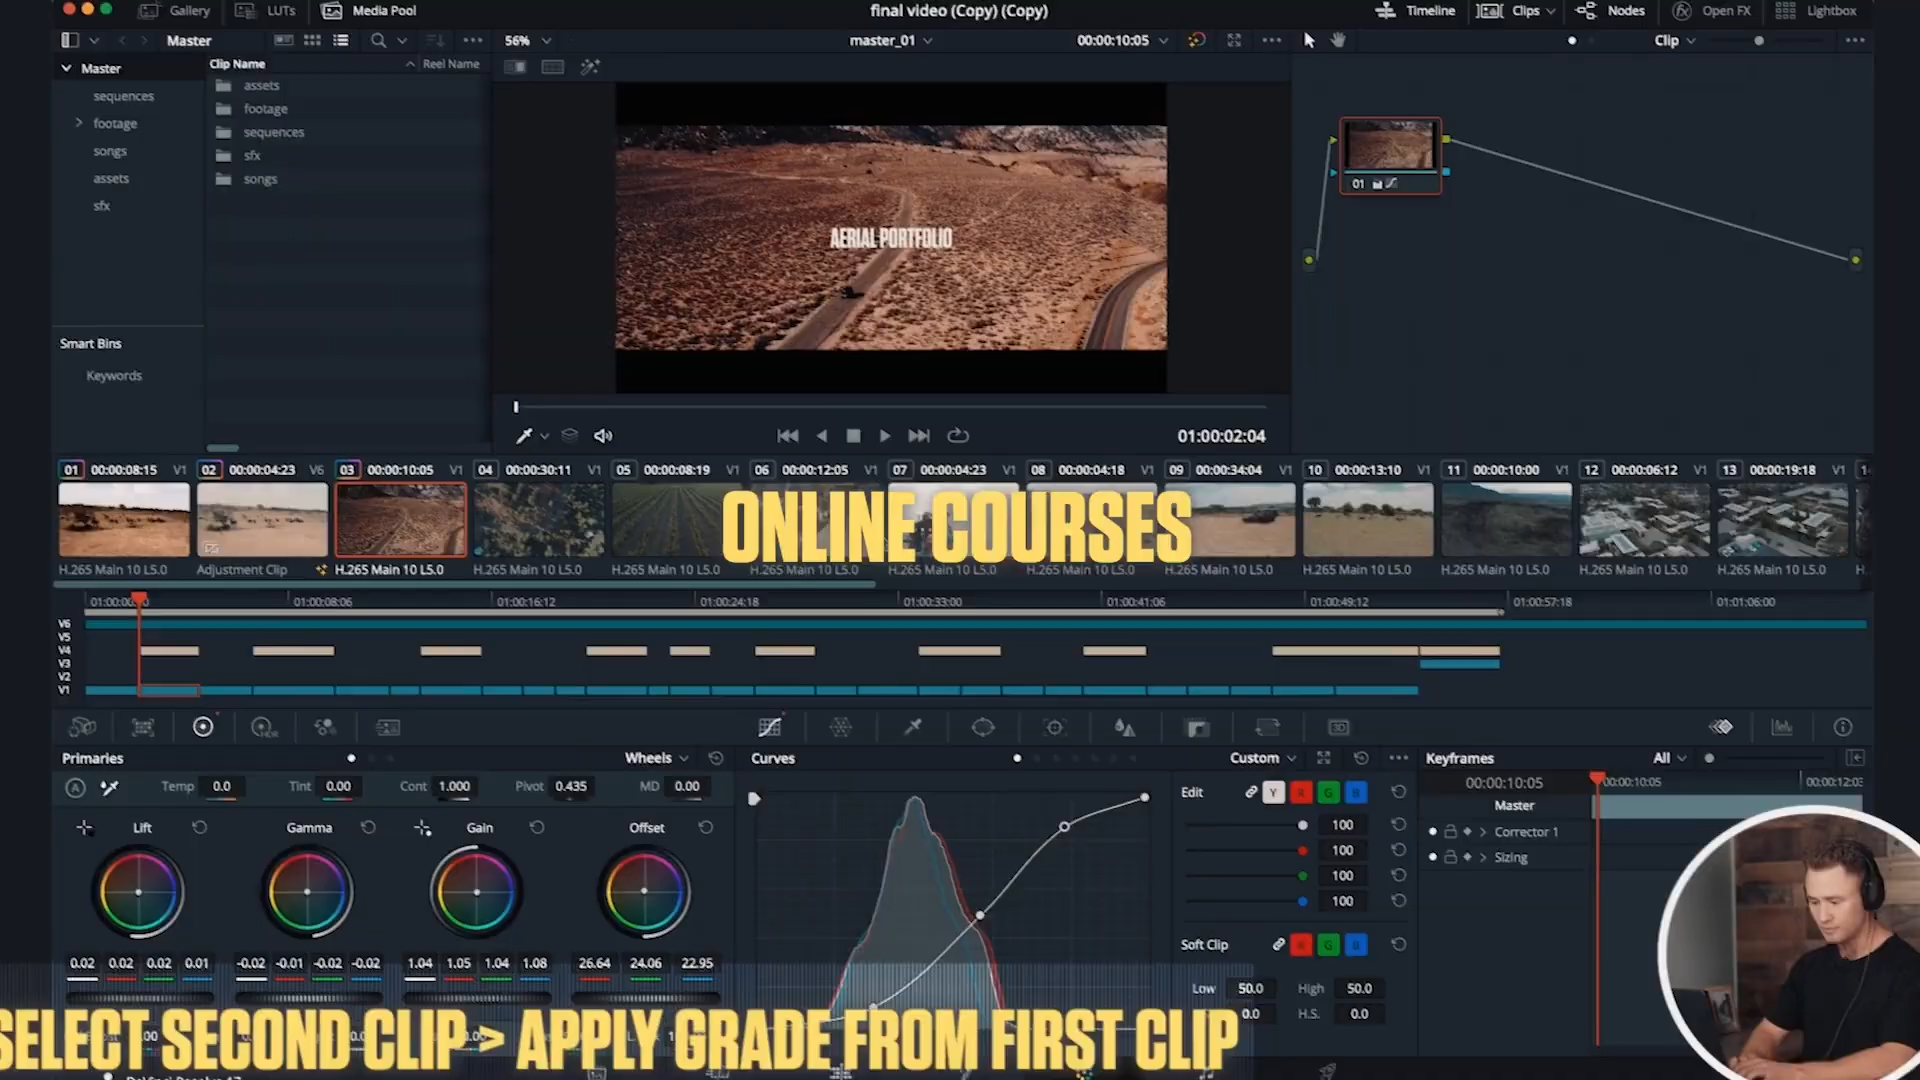 Gallery LUTs Media Pool final video (Copy) (Copy) Timeline Clips Nodes Open FX Lightbox
Master 56% master_01 00:00:10:05 Clip
Master
sequences
footage
songs
assets
sfx
Smart Bins
Keywords
Clip Name Reel Name
assets
footage
sequences
sfx
songs
AERIAL PORTFOLIO
01:00:02:04
01
01 00:00:08:15 V1 02 00:00:04:23 V6 03 00:00:10:05 V1 04 00:00:30:11 V1 05 00:00:08:19 V1 06 00:00:12:05 V1 07 00:00:04:23 V1 08 00:00:04:18 V1 09 00:00:34:04 V1 10 00:00:13:10 V1 11 00:00:10:00 V1 12 00:00:06:12 V1 13 00:00:19:18 V1
ONLINE COURSES
H.265 Main 10 L5.0 Adjustment Clip H.265 Main 10 L5.0 H.265 Main 10 L5.0 H.265 Main 10 L5.0 H.265 Main 10 L5.0 H.265 Main 10 L5.0 H.265 Main 10 L5.0 H.265 Main 10 L5.0 H.265 Main 10 L5.0 H.265 Main 10 L5.0 H.265 Main 10 L5.0 H.265 Main 10 L5.0 H.
01:00:08:06 01:00:16:12 01:00:24:18 01:00:33:00 01:00:41:06 01:00:49:12 01:00:57:18 01:01:06:00
V6
V5
V4
V3
V2
V1
HDR 3D
Primaries Wheels
A Temp 0.0 Tint 0.00 Cont 1.000 Pivot 0.435 MD 0.00
Lift Gamma Gain Offset
0.02 0.02 0.02 0.01 -0.02 -0.01 -0.02 -0.02 1.04 1.05 1.04 1.08 26.64 24.06 22.95
Curves Custom
Edit Y R G B
100
100
100
100
Soft Clip R G B
Low 50.0 High 50.0
0.0 H.S. 0.0
Keyframes All
00:00:10:05 00:00:10:05
Master
Corrector 1
Sizing
SELECT SECOND CLIP > APPLY GRADE FROM FIRST CLIP